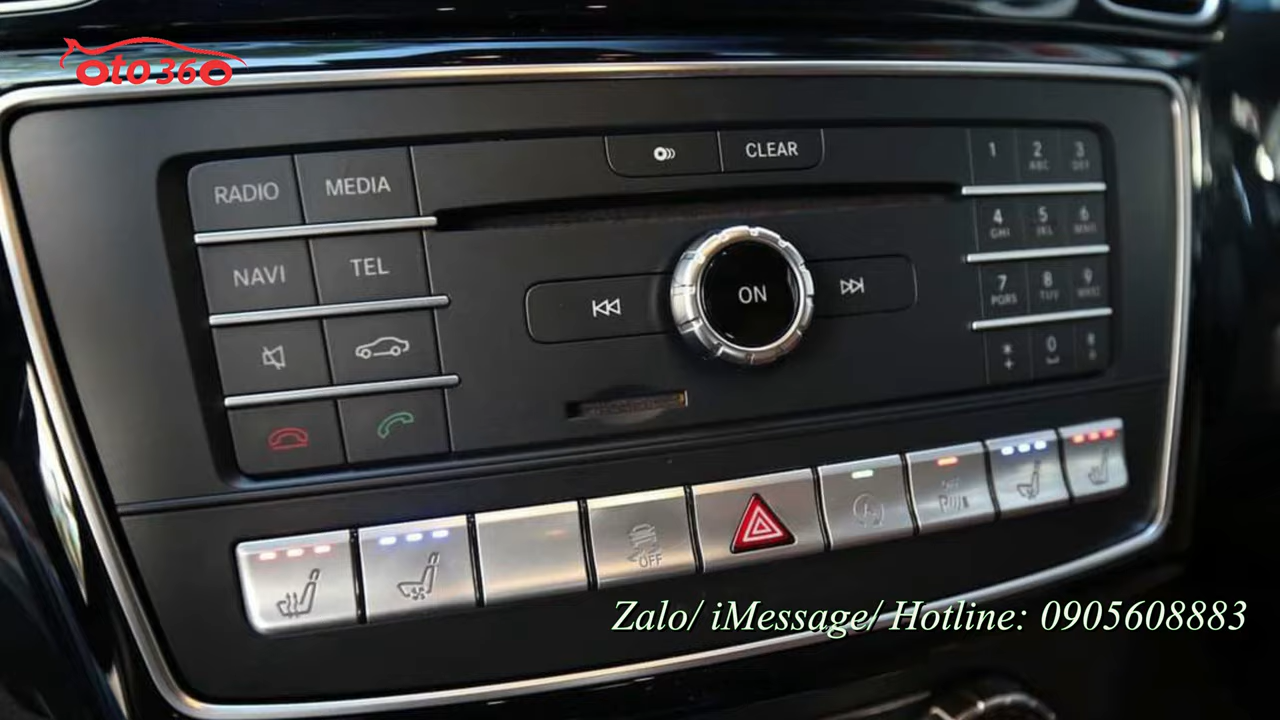 oto360
CLEAR
RADIO MEDIA
NAVI TEL
ON
1 2 3
ABC DEF
4 5 6
GHI JKL MNO
7 8 9
PQRS TUV WXYZ
* 0 #
+
OFF
Zalo/ iMessage/ Hotline: 0905608883